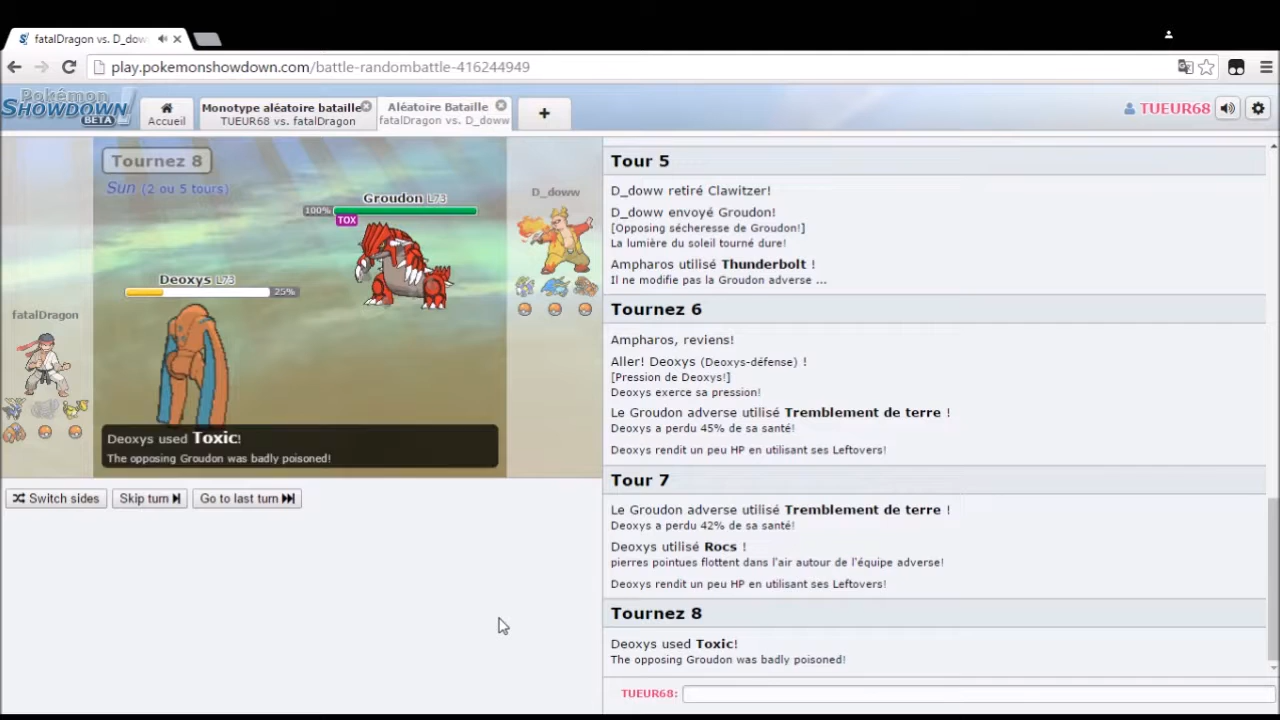 fatalDragon vs. D_dow
play.pokemonshowdown.com/battle-randombattle-416244949
Pokémon
SHOWDOWN
BETA
Accueil
Monotype aléatoire bataille
TUEUR68 vs. fatalDragon
Aléatoire Bataille
fatalDragon vs. D_doww
TUEUR68
Tournez 8
Sun (2 ou 5 tours)
Groudon L73
100%
TOX
D_doww
Deoxys L73
25%
fatalDragon
Deoxys used Toxic!
The opposing Groudon was badly poisoned!
Switch sides
Skip turn
Go to last turn
Tour 5
D_doww retiré Clawitzer!
D_doww envoyé Groudon!
[Opposing sécheresse de Groudon!]
La lumière du soleil tourné dure!
Ampharos utilisé Thunderbolt !
Il ne modifie pas la Groudon adverse ...
Tournez 6
Ampharos, reviens!
Aller! Deoxys (Deoxys-défense) !
[Pression de Deoxys!]
Deoxys exerce sa pression!
Le Groudon adverse utilisé Tremblement de terre !
Deoxys a perdu 45% de sa santé!
Deoxys rendit un peu HP en utilisant ses Leftovers!
Tour 7
Le Groudon adverse utilisé Tremblement de terre !
Deoxys a perdu 42% de sa santé!
Deoxys utilisé Rocs !
pierres pointues flottent dans l'air autour de l'équipe adverse!
Deoxys rendit un peu HP en utilisant ses Leftovers!
Tournez 8
Deoxys used Toxic!
The opposing Groudon was badly poisoned!
TUEUR68: